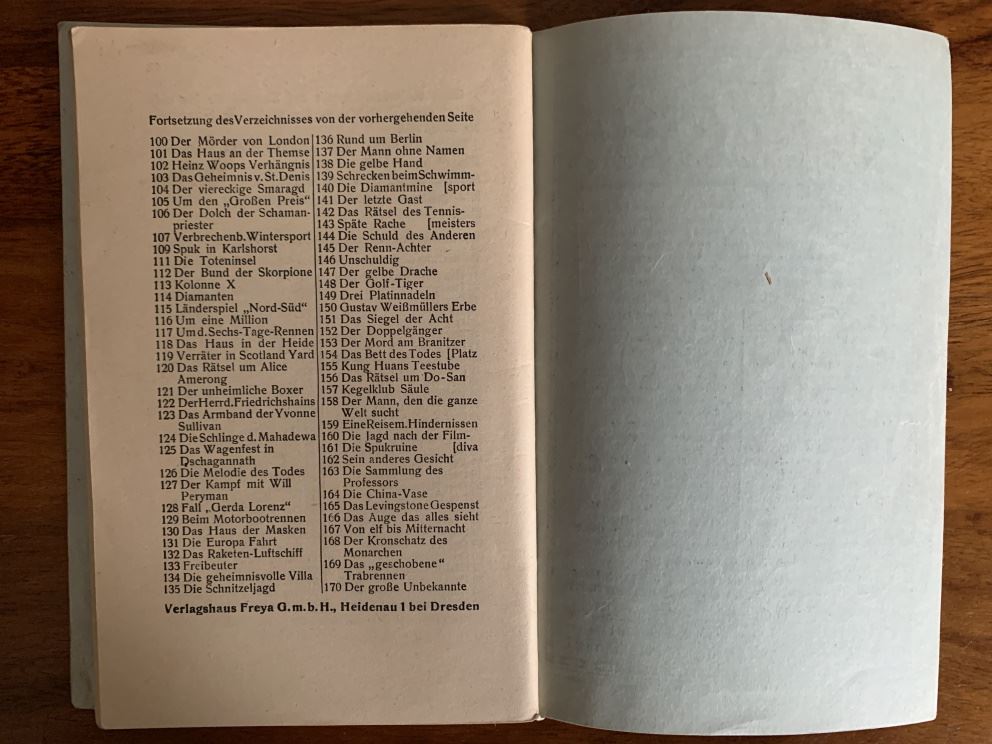 Fortsetzung des Verzeichnisses von der vorhergehenden Seite
100 Der Mörder von London
101 Das Haus an der Themse
102 Heinz Woops Verhängnis
103 Das Geheimnis v. St. Denis
104 Der viereckige Smaragd
105 Um den „Großen Preis“
106 Der Dolch der Schaman-
priester
107 Verbrechen b. Wintersport
109 Spuk in Karlshorst
111 Die Toteninsel
112 Der Bund der Skorpione
113 Kolonne X
114 Diamanten
115 Länderspiel „Nord-Süd“
116 Um eine Million
117 Um d. Sechs-Tage-Rennen
118 Das Haus in der Heide
119 Verräter in Scotland Yard
120 Das Rätsel um Alice
Amerong
121 Der unheimliche Boxer
122 Der Herr d. Friedrichshains
123 Das Armband der Yvonne
Sullivan
124 Die Schlinge d. Mahadewa
125 Das Wagenfest in
Dschagannath
126 Die Melodie des Todes
127 Der Kampf mit Will
Peryman
128 Fall „Gerda Lorenz“
129 Beim Motorbootrennen
130 Das Haus der Masken
131 Die Europa Fahrt
132 Das Raketen-Luftschiff
133 Freibeuter
134 Die geheimnisvolle Villa
135 Die Schnitzeljagd
136 Rund um Berlin
137 Der Mann ohne Namen
138 Die gelbe Hand
139 Schrecken beim Schwimm-
140 Die Diamantmine [sport
141 Der letzte Gast
142 Das Rätsel des Tennis-
143 Späte Rache [meisters
144 Die Schuld des Anderen
145 Der Renn-Achter
146 Unschuldig
147 Der gelbe Drache
148 Der Golf-Tiger
149 Drei Platinnadeln
150 Gustav Weißmüllers Erbe
151 Das Siegel der Acht
152 Der Doppelgänger
153 Der Mord am Branitzer
154 Das Bett des Todes [Platz
155 Kung Huans Teestube
156 Das Rätsel um Do-San
157 Kegelklub Säule
158 Der Mann, den die ganze
Welt sucht
159 Eine Reise m. Hindernissen
160 Die Jagd nach der Film-
161 Die Spukruine [diva
162 Sein anderes Gesicht
163 Die Sammlung des
Professors
164 Die China-Vase
165 Das Levingstone Gespenst
166 Das Auge das alles sieht
167 Von elf bis Mitternacht
168 Der Kronschatz des
Monarchen
169 Das „geschobene“
Trabrennen
170 Der große Unbekannte
Verlagshaus Freya G.m.b.H., Heidenau 1 bei Dresden